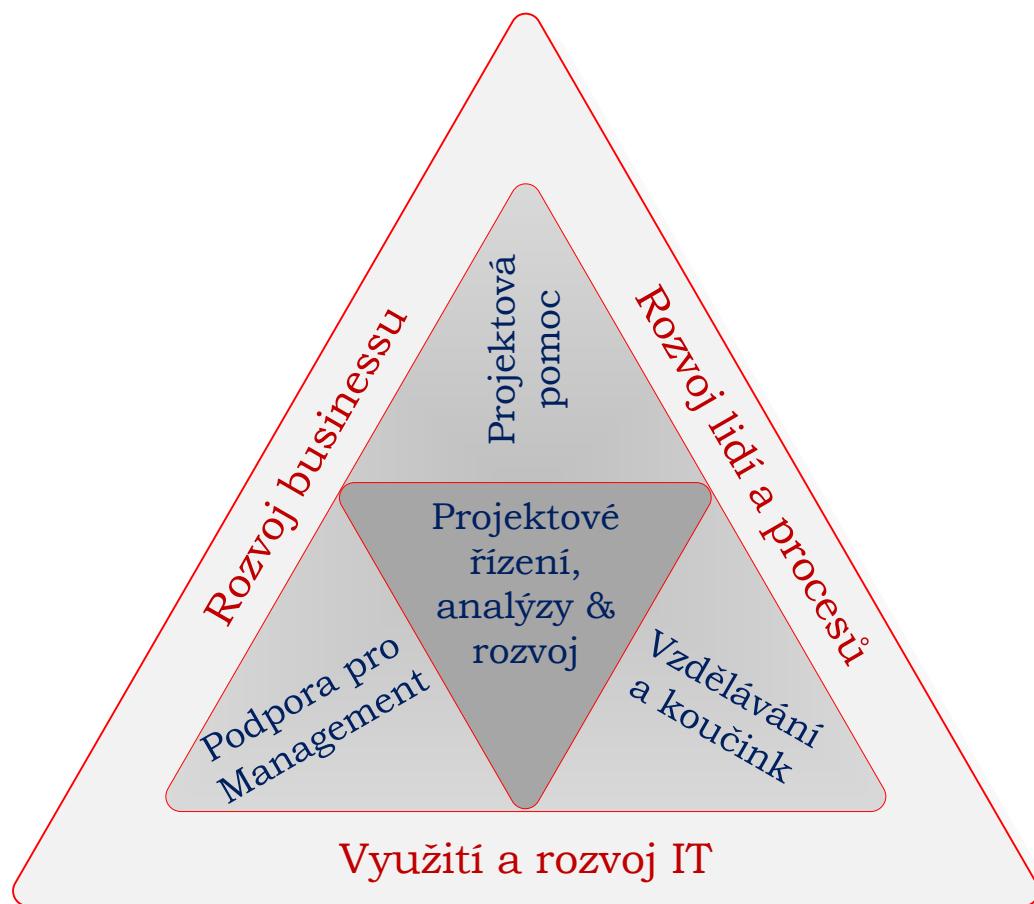 Projektová
pomoc
Rozvoj businessu
Rozvoj lidí a procesů
Projektové
řízení,
analýzy &
rozvoj
Podpora pro
Management
Vzdělávání
a koučink
Využití a rozvoj IT